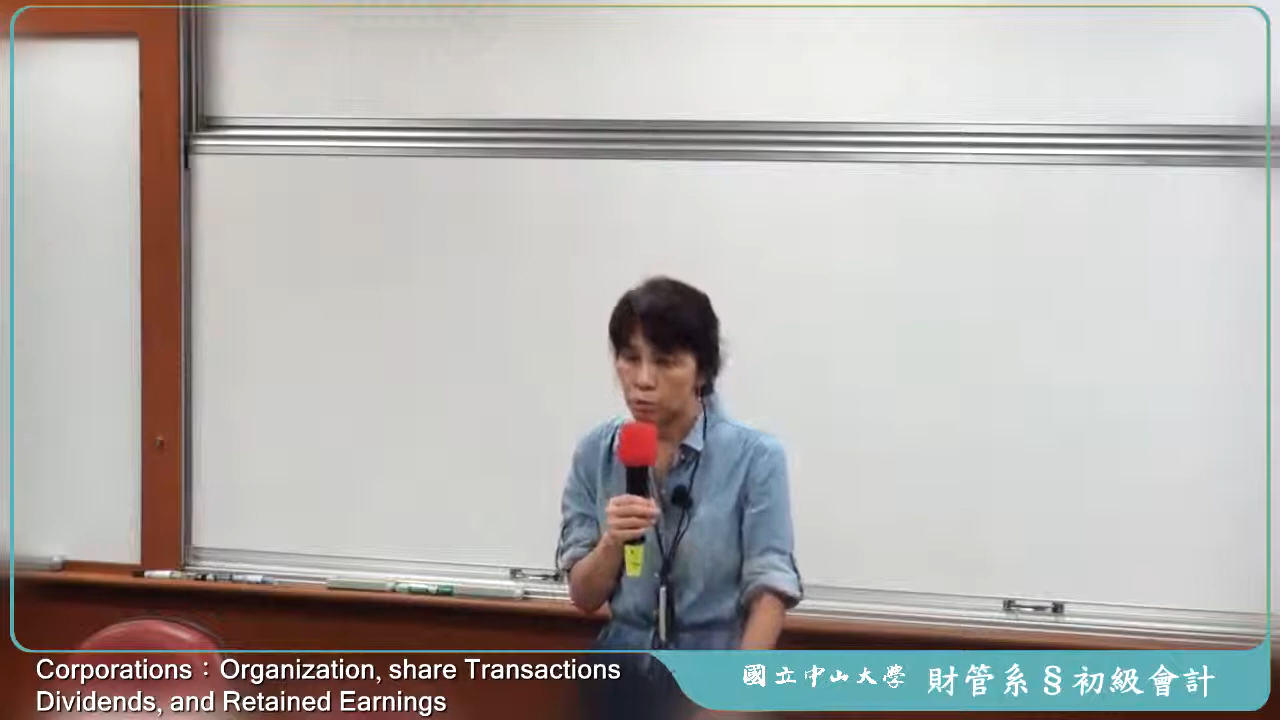 Corporations：Organization, share Transactions
Dividends, and Retained Earnings
國立中山大學 財管系§初級會計